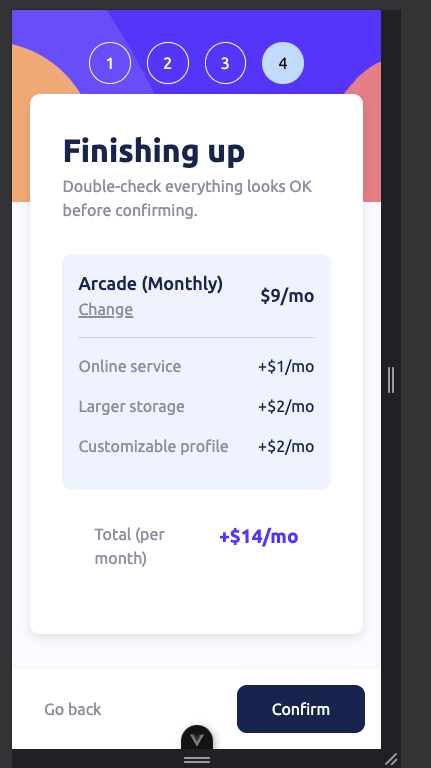 1 2 3 4
Finishing up
Double-check everything looks OK
before confirming.
Arcade (Monthly)
$9/mo
Change
Online service +$1/mo
Larger storage +$2/mo
Customizable profile +$2/mo
Total (per
month)
+$14/mo
Go back Confirm